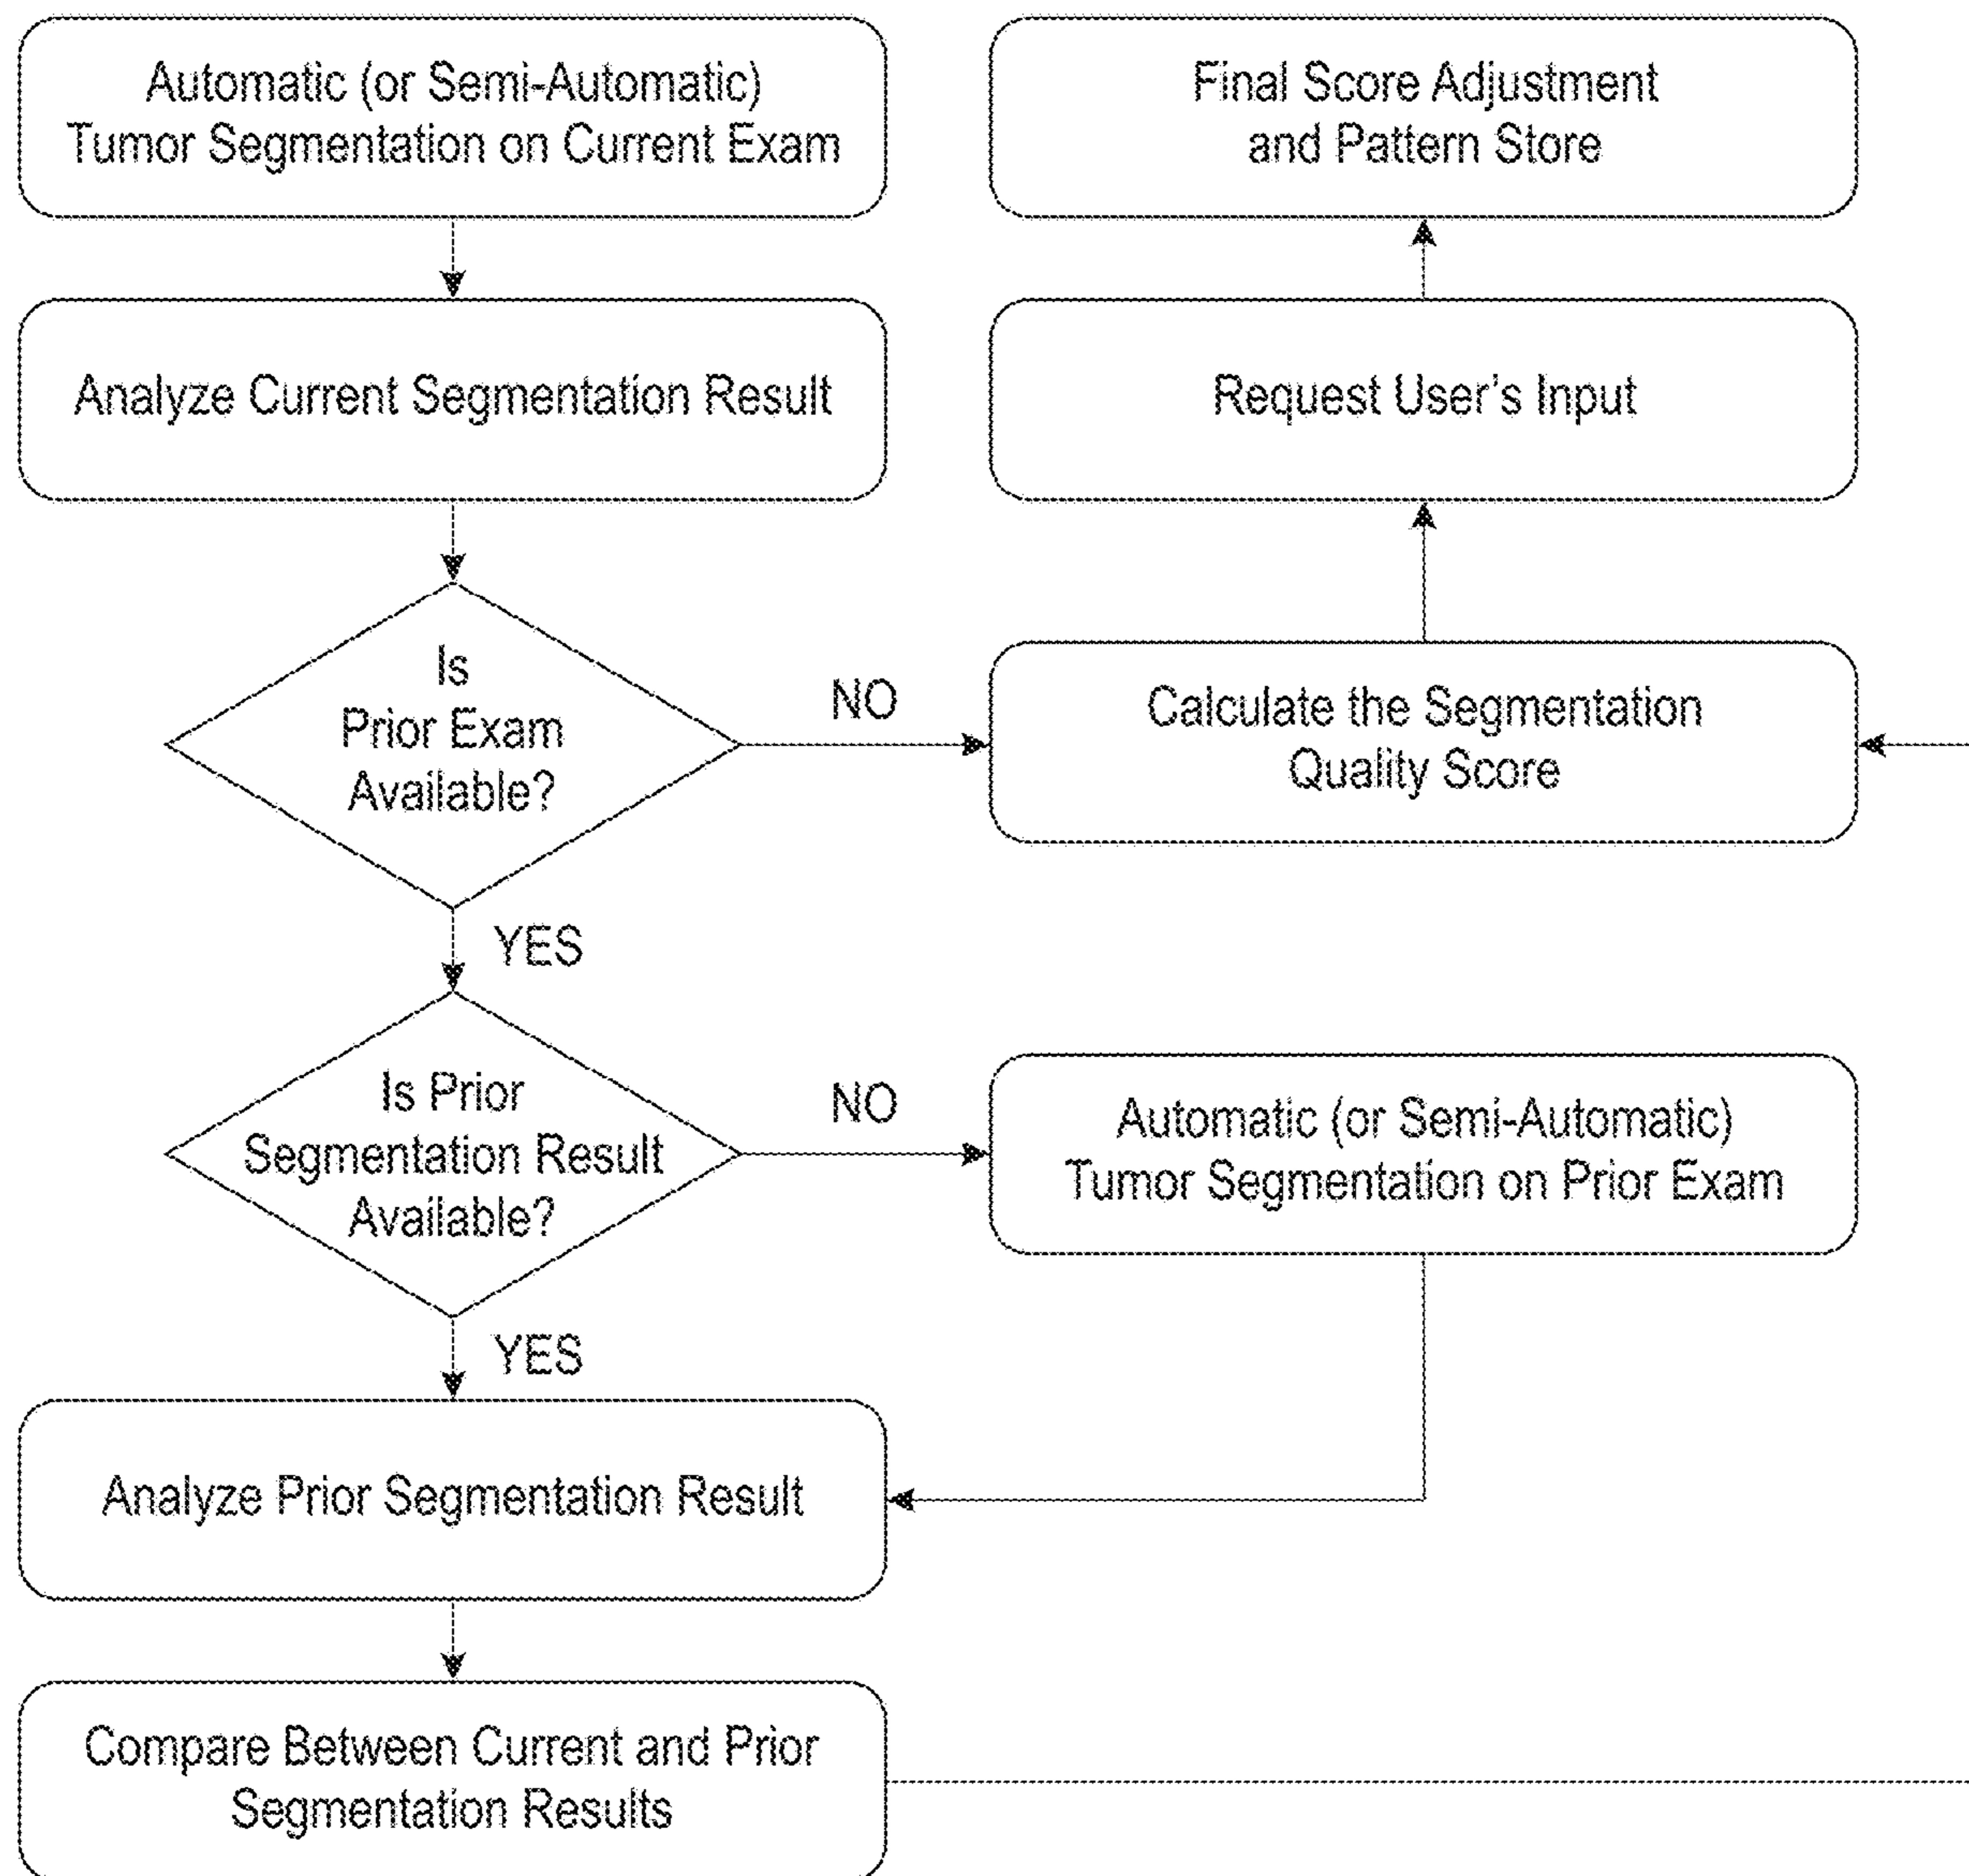 Automatic (or Semi-Automatic)
Tumor Segmentation on Current Exam
Final Score Adjustment
and Pattern Store
Analyze Current Segmentation Result
Request User's Input
Is
Prior Exam
Available?
NO
Calculate the Segmentation
Quality Score
YES
Is Prior
Segmentation Result
Available?
NO
Automatic (or Semi-Automatic)
Tumor Segmentation on Prior Exam
YES
Analyze Prior Segmentation Result
Compare Between Current and Prior
Segmentation Results